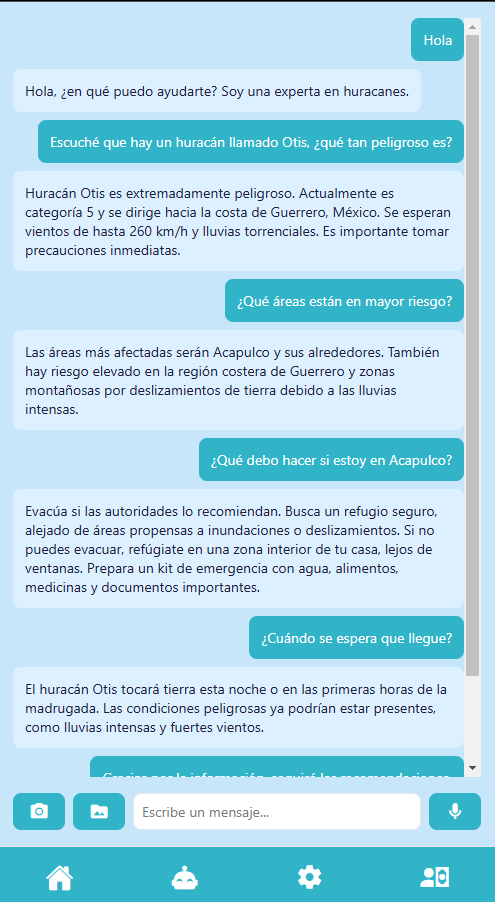 Hola
Hola, ¿en qué puedo ayudarte? Soy una experta en huracanes.
Escuché que hay un huracán llamado Otis, ¿qué tan peligroso es?
Huracán Otis es extremadamente peligroso. Actualmente es
categoría 5 y se dirige hacia la costa de Guerrero, México. Se esperan
vientos de hasta 260 km/h y lluvias torrenciales. Es importante tomar
precauciones inmediatas.
¿Qué áreas están en mayor riesgo?
Las áreas más afectadas serán Acapulco y sus alrededores. También
hay riesgo elevado en la región costera de Guerrero y zonas
montañosas por deslizamientos de tierra debido a las lluvias
intensas.
¿Qué debo hacer si estoy en Acapulco?
Evacúa si las autoridades lo recomiendan. Busca un refugio seguro,
alejado de áreas propensas a inundaciones o deslizamientos. Si no
puedes evacuar, refúgiate en una zona interior de tu casa, lejos de
ventanas. Prepara un kit de emergencia con agua, alimentos,
medicinas y documentos importantes.
¿Cuándo se espera que llegue?
El huracán Otis tocará tierra esta noche o en las primeras horas de la
madrugada. Las condiciones peligrosas ya podrían estar presentes,
como lluvias intensas y fuertes vientos.
Gracias por la información, seguiré las recomendaciones
Escribe un mensaje...